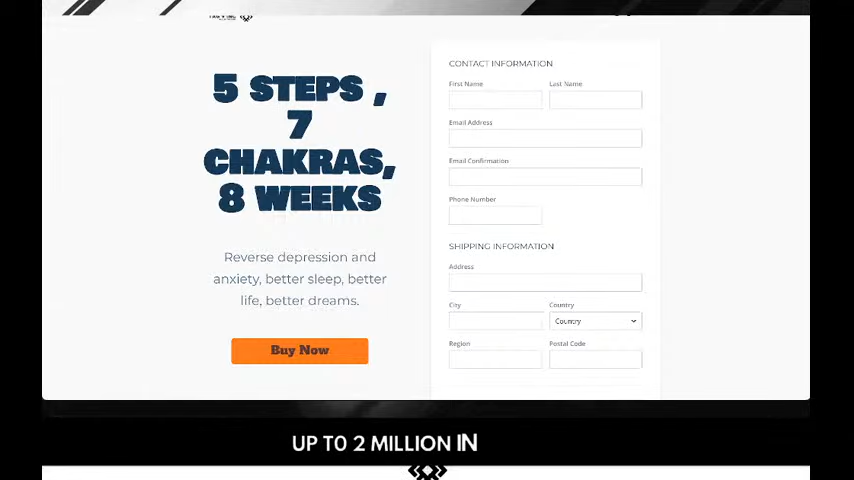 5 STEPS ,
7
CHAKRAS,
8 WEEKS
Reverse depression and
anxiety, better sleep, better
life, better dreams.
Buy Now
CONTACT INFORMATION
First Name
Last Name
Email Address
Email Confirmation
Phone Number
SHIPPING INFORMATION
Address
City
Country
Country
Region
Postal Code
UP TO 2 MILLION IN